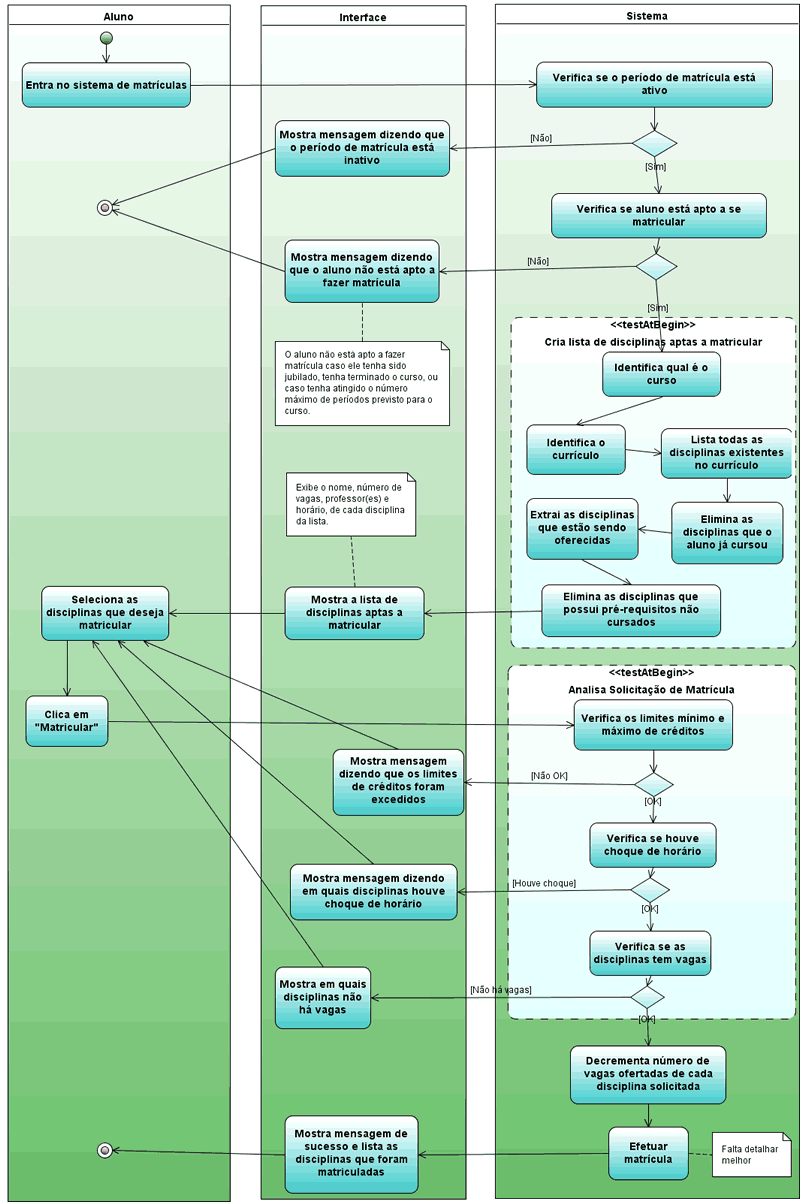 Aluno
Interface
Sistema
Entra no sistema de matrículas
Verifica se o período de matrícula está
ativo
[Não]
[Sim]
Mostra mensagem dizendo que
o período de matrícula está
inativo
Verifica se aluno está apto a se
matricular
[Não]
[Sim]
Mostra mensagem dizendo
que o aluno não está apto a
fazer matrícula
O aluno não está apto a fazer
matrícula caso ele tenha sido
jubilado, tenha terminado o curso, ou
caso tenha atingido o número
máximo de períodos previsto para o
curso.
<<testAtBegin>>
Cria lista de disciplinas aptas a matricular
Identifica qual é o
curso
Identifica o
currículo
Lista todas as
disciplinas existentes
no currículo
Elimina as
disciplinas que o
aluno já cursou
Extrai as disciplinas
que estão sendo
oferecidas
Elimina as disciplinas que
possui pré-requisitos não
cursados
Exibe o nome, número de
vagas, professor(es) e
horário, de cada disciplina
da lista.
Mostra a lista de
disciplinas aptas a
matricular
Seleciona as
disciplinas que deseja
matricular
Clica em
"Matricular"
<<testAtBegin>>
Analisa Solicitação de Matrícula
Verifica os limites mínimo e
máximo de créditos
[Não OK]
[OK]
Mostra mensagem
dizendo que os limites
de créditos foram
excedidos
Verifica se houve
choque de horário
[Houve choque]
[OK]
Mostra mensagem dizendo
em quais disciplinas houve
choque de horário
Verifica se as
disciplinas tem vagas
[Não há vagas]
[OK]
Mostra em quais
disciplinas não
há vagas
Decrementa número de
vagas ofertadas de cada
disciplina solicitada
Efetuar
matrícula
Falta detalhar
melhor
Mostra mensagem de
sucesso e lista as
disciplinas que foram
matriculadas